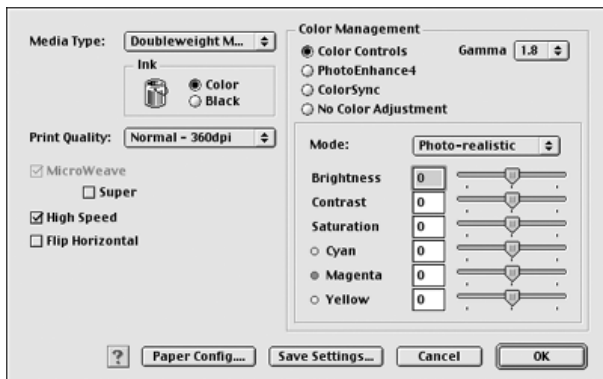 Media Type: Doubleweight M...
Ink
Color
Black
Print Quality: Normal – 360dpi
MicroWeave
Super
High Speed
Flip Horizontal
Color Management
Color Controls Gamma 1.8
PhotoEnhance4
ColorSync
No Color Adjustment
Mode: Photo-realistic
Brightness 0
Contrast 0
Saturation 0
Cyan 0
Magenta 0
Yellow 0
? Paper Config.... Save Settings... Cancel OK